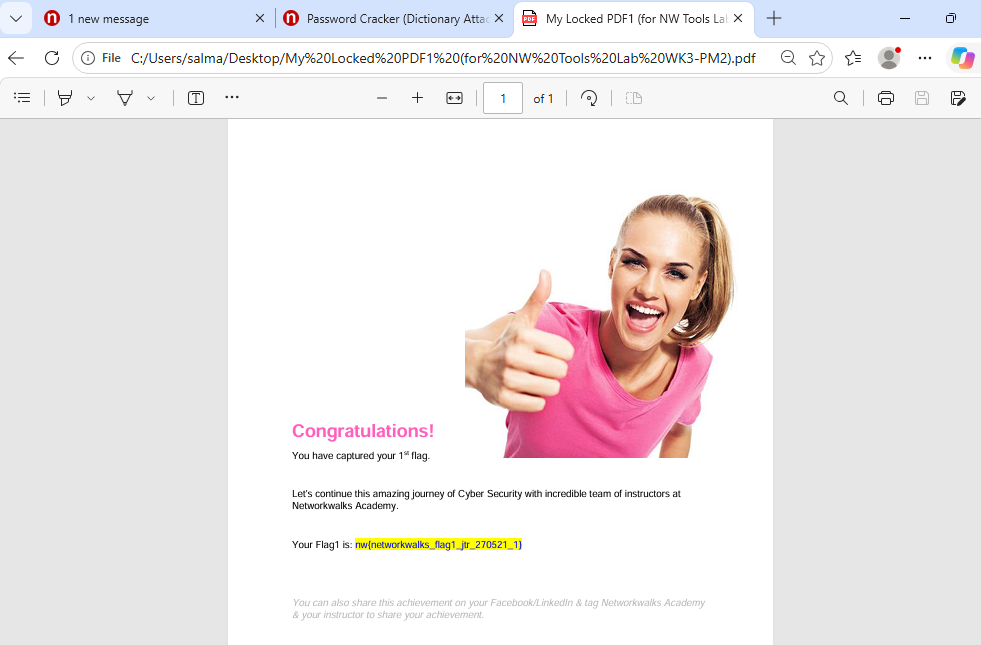 1 new message
Password Cracker (Dictionary Attac
My Locked PDF1 (for NW Tools La
File
C:/Users/salma/Desktop/My%20Locked%20PDF1%20(for%20NW%20Tools%20Lab%20WK3-PM2).pdf
1
of 1
Congratulations!
You have captured your 1st flag.
Let's continue this amazing journey of Cyber Security with incredible team of instructors at
Networkwalks Academy.
Your Flag1 is: nw{networkwalks_flag1_jtr_270521_1}
You can also share this achievement on your Facebook/LinkedIn & tag Networkwalks Academy
& your instructor to share your achievement.